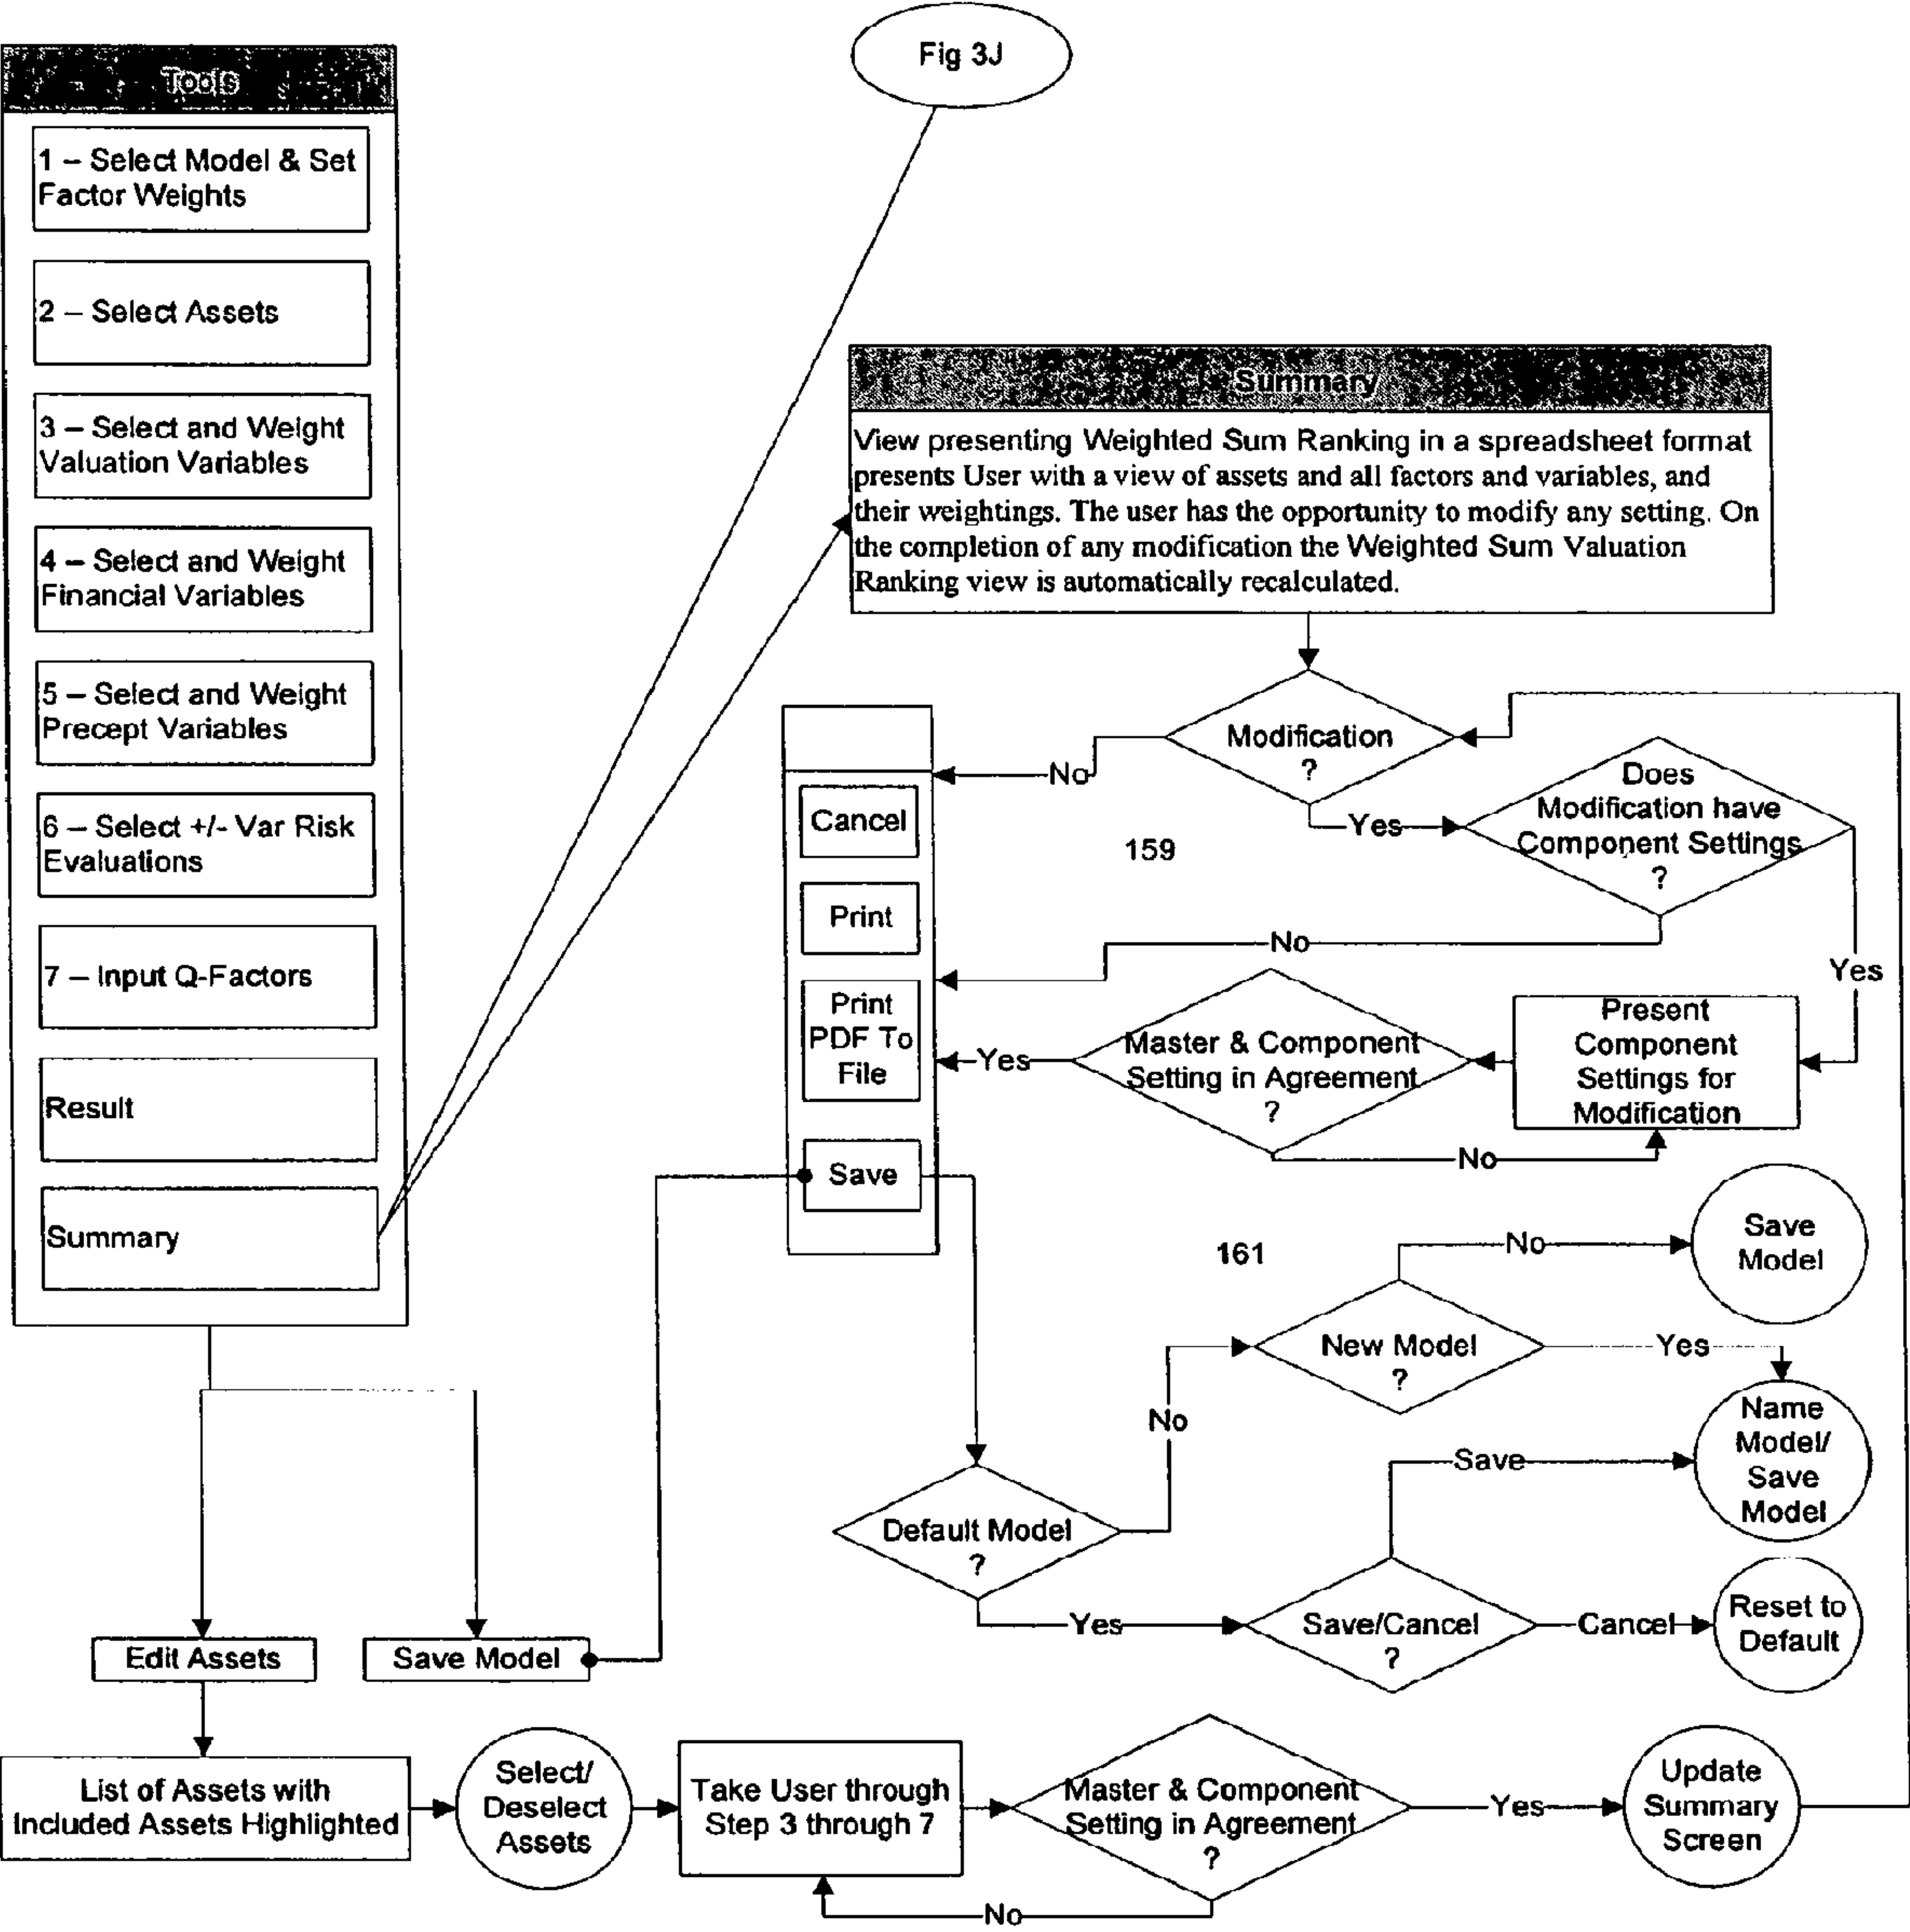 Fig 3J
Tools
1 – Select Model & Set
Factor Weights
2 – Select Assets
3 – Select and Weight
Valuation Variables
4 – Select and Weight
Financial Variables
5 – Select and Weight
Precept Variables
6 – Select +/- Var Risk
Evaluations
7 – Input Q-Factors
Result
Summary
Summary
View presenting Weighted Sum Ranking in a spreadsheet format
presents User with a view of assets and all factors and variables, and
their weightings. The user has the opportunity to modify any setting. On
the completion of any modification the Weighted Sum Valuation
Ranking view is automatically recalculated.
Modification
?
No
Yes
Does
Modification have
Component Settings
?
159
No
Yes
Cancel
Print
Print
PDF To
File
Save
Present
Component
Settings for
Modification
Master & Component
Setting in Agreement
?
Yes
No
161
No
Save
Model
New Model
?
Yes
Name
Model/
Save
Model
No
Save
Default Model
?
Yes
Save/Cancel
?
Cancel
Reset to
Default
Edit Assets
Save Model
List of Assets with
Included Assets Highlighted
Select/
Deselect
Assets
Take User through
Step 3 through 7
Master & Component
Setting in Agreement
?
Yes
Update
Summary
Screen
No